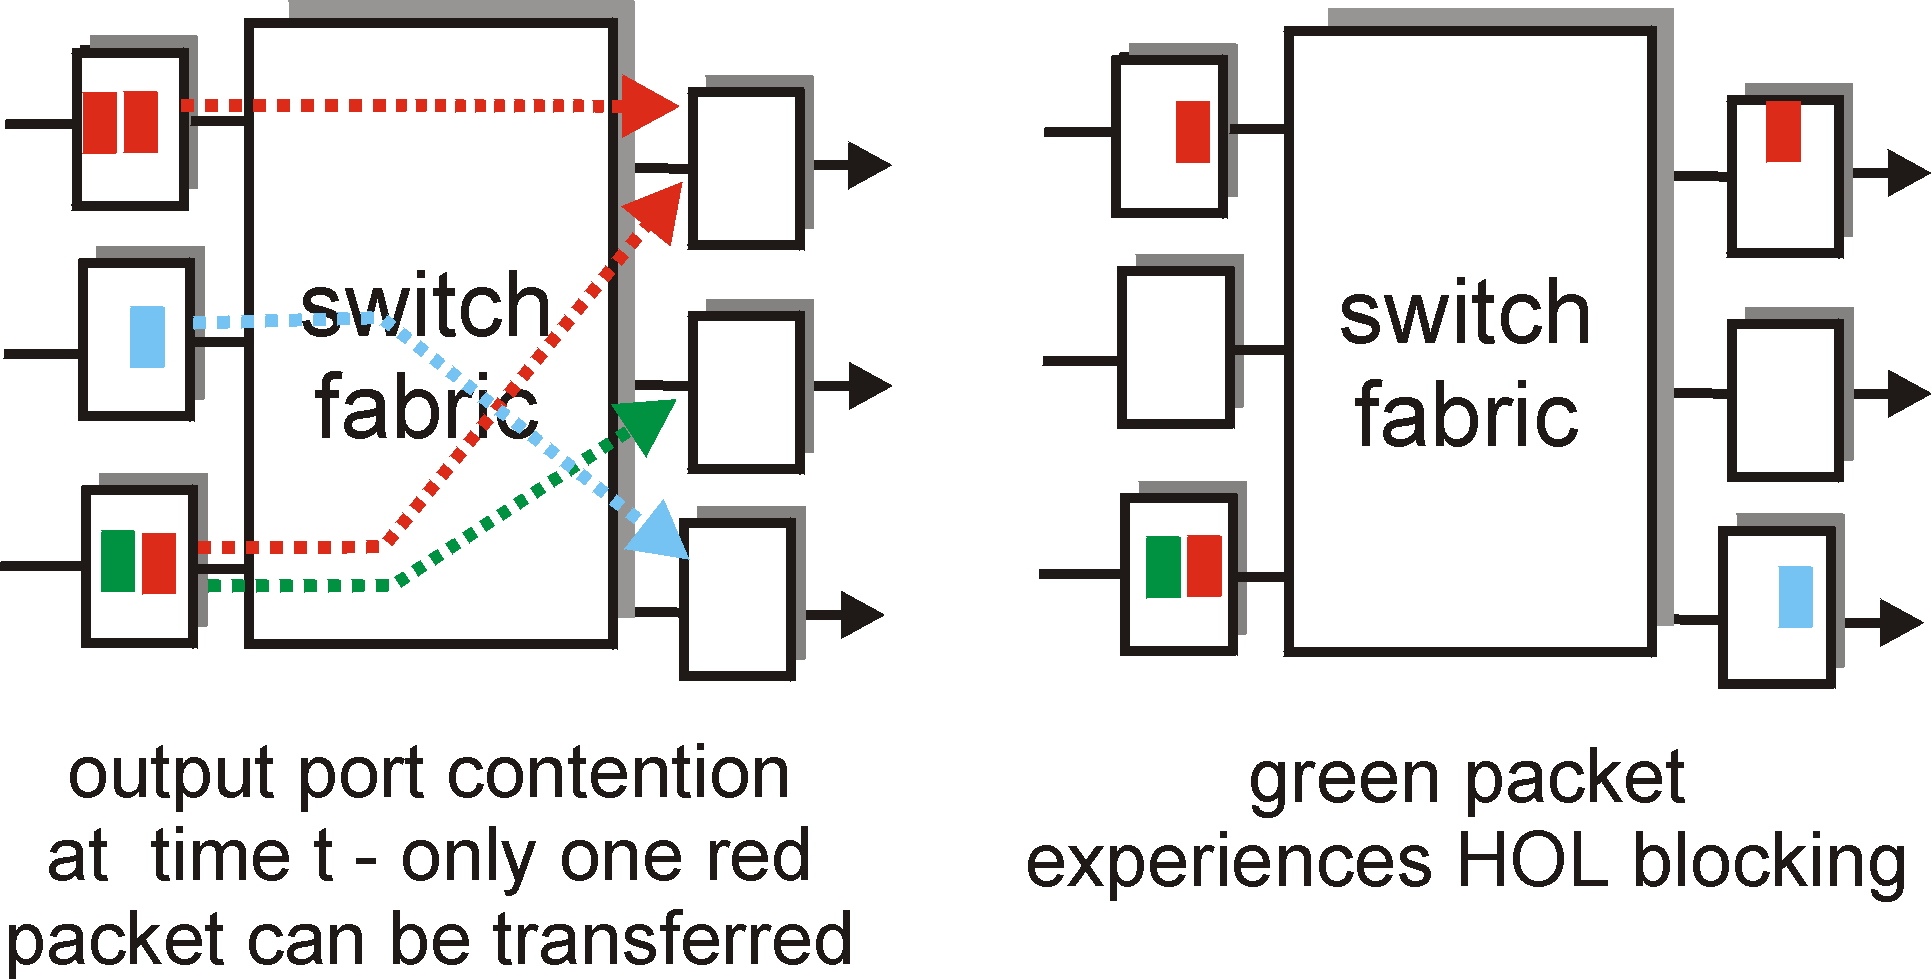 switch
fabric
output port contention
at time t - only one red
packet can be transferred
switch
fabric
green packet
experiences HOL blocking